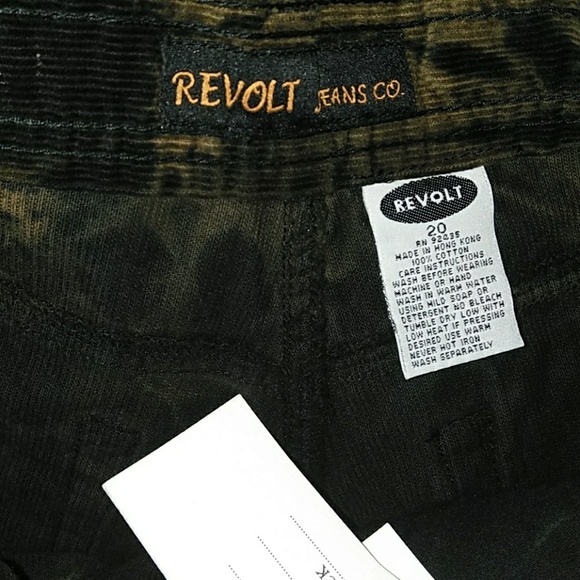 REVOLT JEANS CO.
REVOLT
20
RN 92435
MADE IN HONG KONG
100% COTTON
CARE INSTRUCTIONS
WASH BEFORE WEARING
MACHINE OR HAND
WASH IN WARM WATER
USING MILD SOAP OR
DETERGENT NO BLEACH
TUMBLE DRY LOW WITH
LOW HEAT IF PRESSING
DESIRED USE WARM
NEVER HOT IRON
WASH SEPARATELY